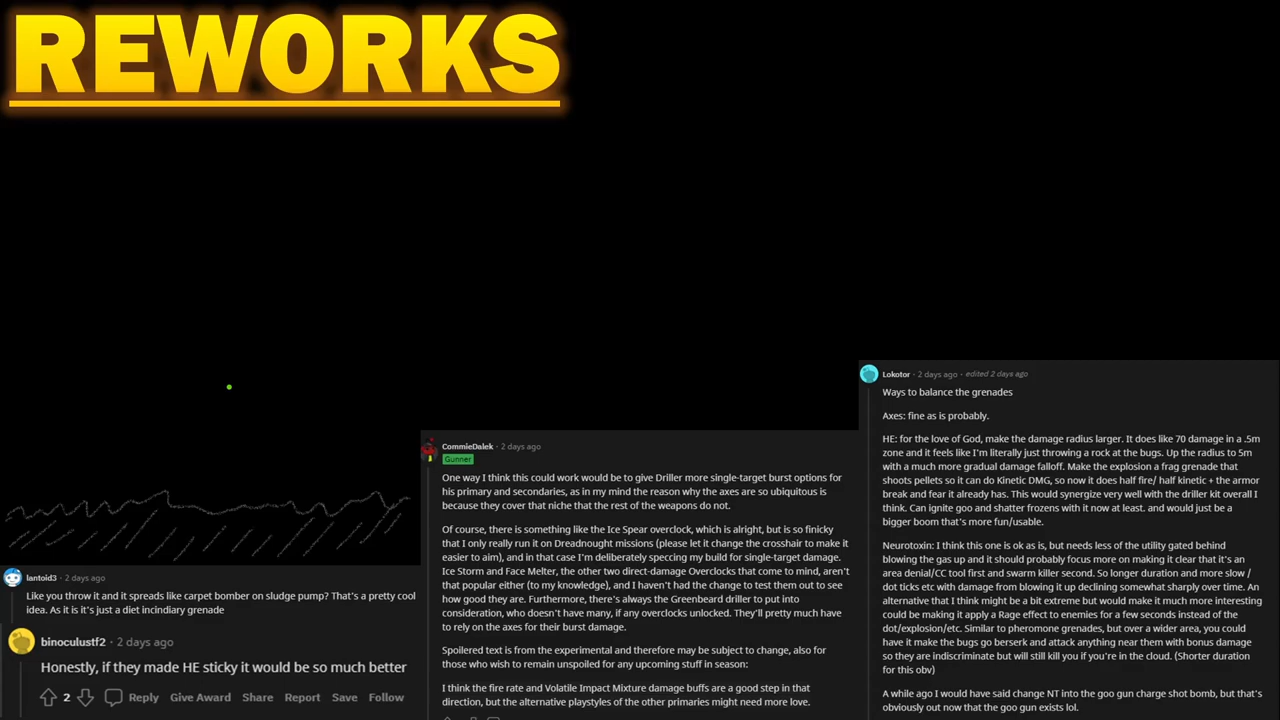 REWORKS
lantoid3 · 2 days ago
Like you throw it and it spreads like carpet bomber on sludge pump? That's a pretty cool
idea. As it is it's just a diet incindiary grenade
binoculustf2 · 2 days ago
Honestly, if they made HE sticky it would be so much better
2 Reply Give Award Share Report Save Follow
CommieDalek · 2 days ago
Gunner
One way I think this could work would be to give Driller more single-target burst options for
his primary and secondaries, as in my mind the reason why the axes are so ubiquitous is
because they cover that niche that the rest of the weapons do not.
Of course, there is something like the Ice Spear overclock, which is alright, but is so finicky
that I only really run it on Dreadnought missions (please let it change the crosshair to make it
easier to aim), and in that case I'm deliberately speccing my build for single-target damage.
Ice Storm and Face Melter, the other two direct-damage Overclocks that come to mind, aren't
that popular either (to my knowledge), and I haven't had the change to test them out to see
how good they are. Furthermore, there's always the Greenbeard driller to put into
consideration, who doesn't have many, if any overclocks unlocked. They'll pretty much have
to rely on the axes for their burst damage.
Spoilered text is from the experimental and therefore may be subject to change, also for
those who wish to remain unspoiled for any upcoming stuff in season:
I think the fire rate and Volatile Impact Mixture damage buffs are a good step in that
direction, but the alternative playstyles of the other primaries might need more love.
Lokotor · 2 days ago · edited 2 days ago
Ways to balance the grenades
Axes: fine as is probably.
HE: for the love of God, make the damage radius larger. It does like 70 damage in a .5m
zone and it feels like I'm literally just throwing a rock at the bugs. Up the radius to 5m
with a much more gradual damage falloff. Make the explosion a frag grenade that
shoots pellets so it can do Kinetic DMG, so now it does half fire/ half kinetic + the armor
break and fear it already has. This would synergize very well with the driller kit overall I
think. Can ignite goo and shatter frozens with it now at least. and would just be a
bigger boom that's more fun/usable.
Neurotoxin: I think this one is ok as is, but needs less of the utility gated behind
blowing the gas up and it should probably focus more on making it clear that it's an
area denial/CC tool first and swarm killer second. So longer duration and more slow /
dot ticks etc with damage from blowing it up declining somewhat sharply over time. An
alternative that I think might be a bit extreme but would make it much more interesting
could be making it apply a Rage effect to enemies for a few seconds instead of the
dot/explosion/etc. Similar to pheromone grenades, but over a wider area, you could
have it make the bugs go berserk and attack anything near them with bonus damage
so they are indiscriminate but will still kill you if you're in the cloud. (Shorter duration
for this obv)
A while ago I would have said change NT into the goo gun charge shot bomb, but that's
obviously out now that the goo gun exists lol.